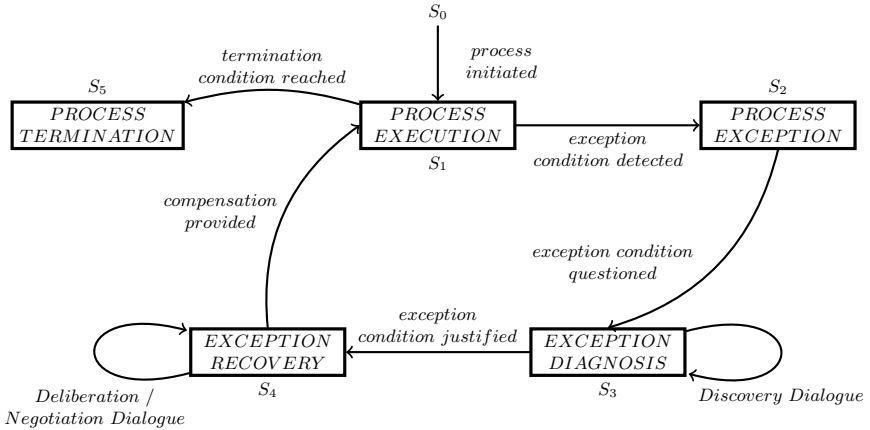 S0
process
initiated
termination
condition reached
S5
PROCESS
TERMINATION
PROCESS
EXECUTION
S1
S2
PROCESS
EXCEPTION
exception
condition detected
compensation
provided
exception condition
questioned
exception
condition justified
EXCEPTION
RECOVERY
S4
EXCEPTION
DIAGNOSIS
S3
Deliberation /
Negotiation Dialogue
Discovery Dialogue